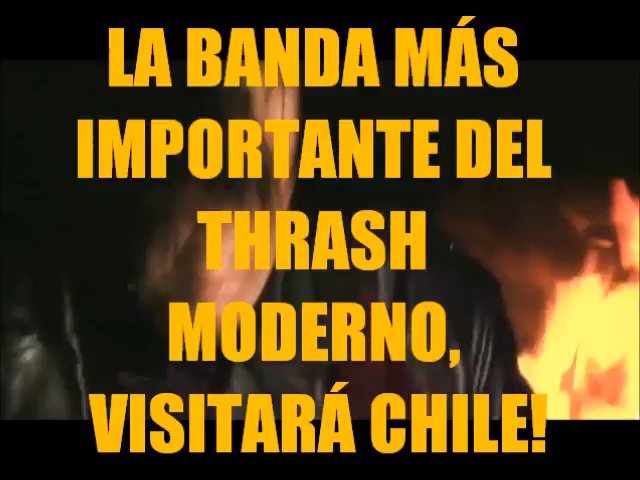 LA BANDA MÁS
IMPORTANTE DEL
THRASH
MODERNO,
VISITARÁ CHILE!